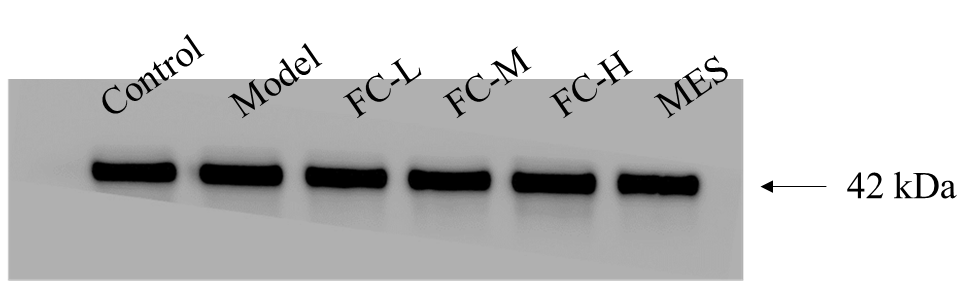 Control
Model
FC-L
FC-M
FC-H
MES
42 kDa